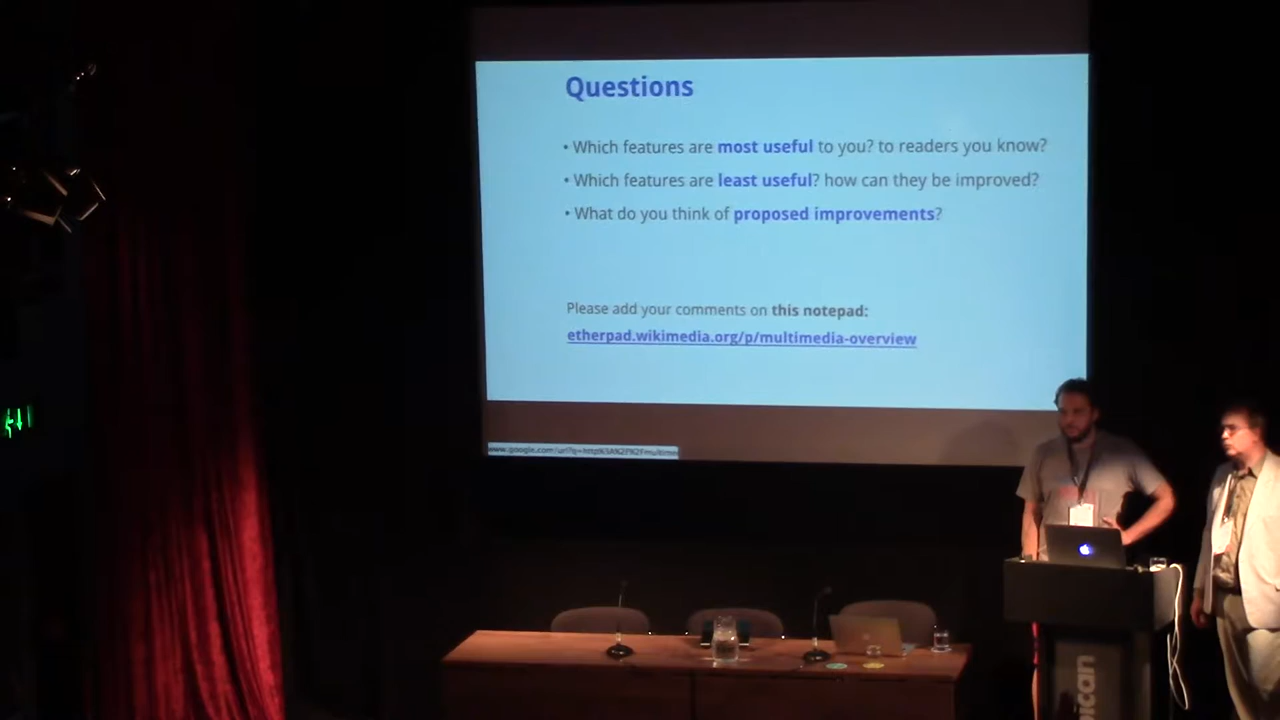 Questions
• Which features are most useful to you? to readers you know?
• Which features are least useful? how can they be improved?
• What do you think of proposed improvements?
Please add your comments on this notepad:
etherpad.wikimedia.org/p/multimedia-overview
bican